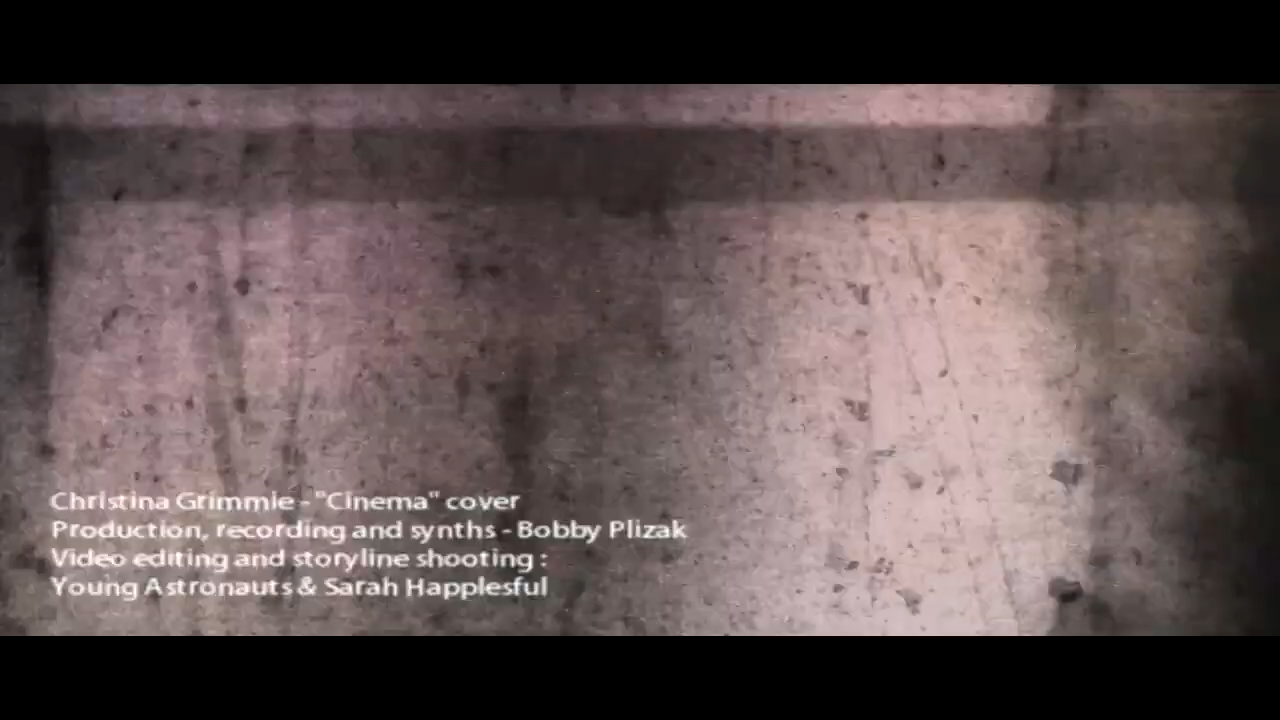 Christina Grimmie - "Cinema" cover
Production, recording and synths - Bobby Plizak
Video editing and storyline shooting :
Young Astronauts & Sarah Happlesful